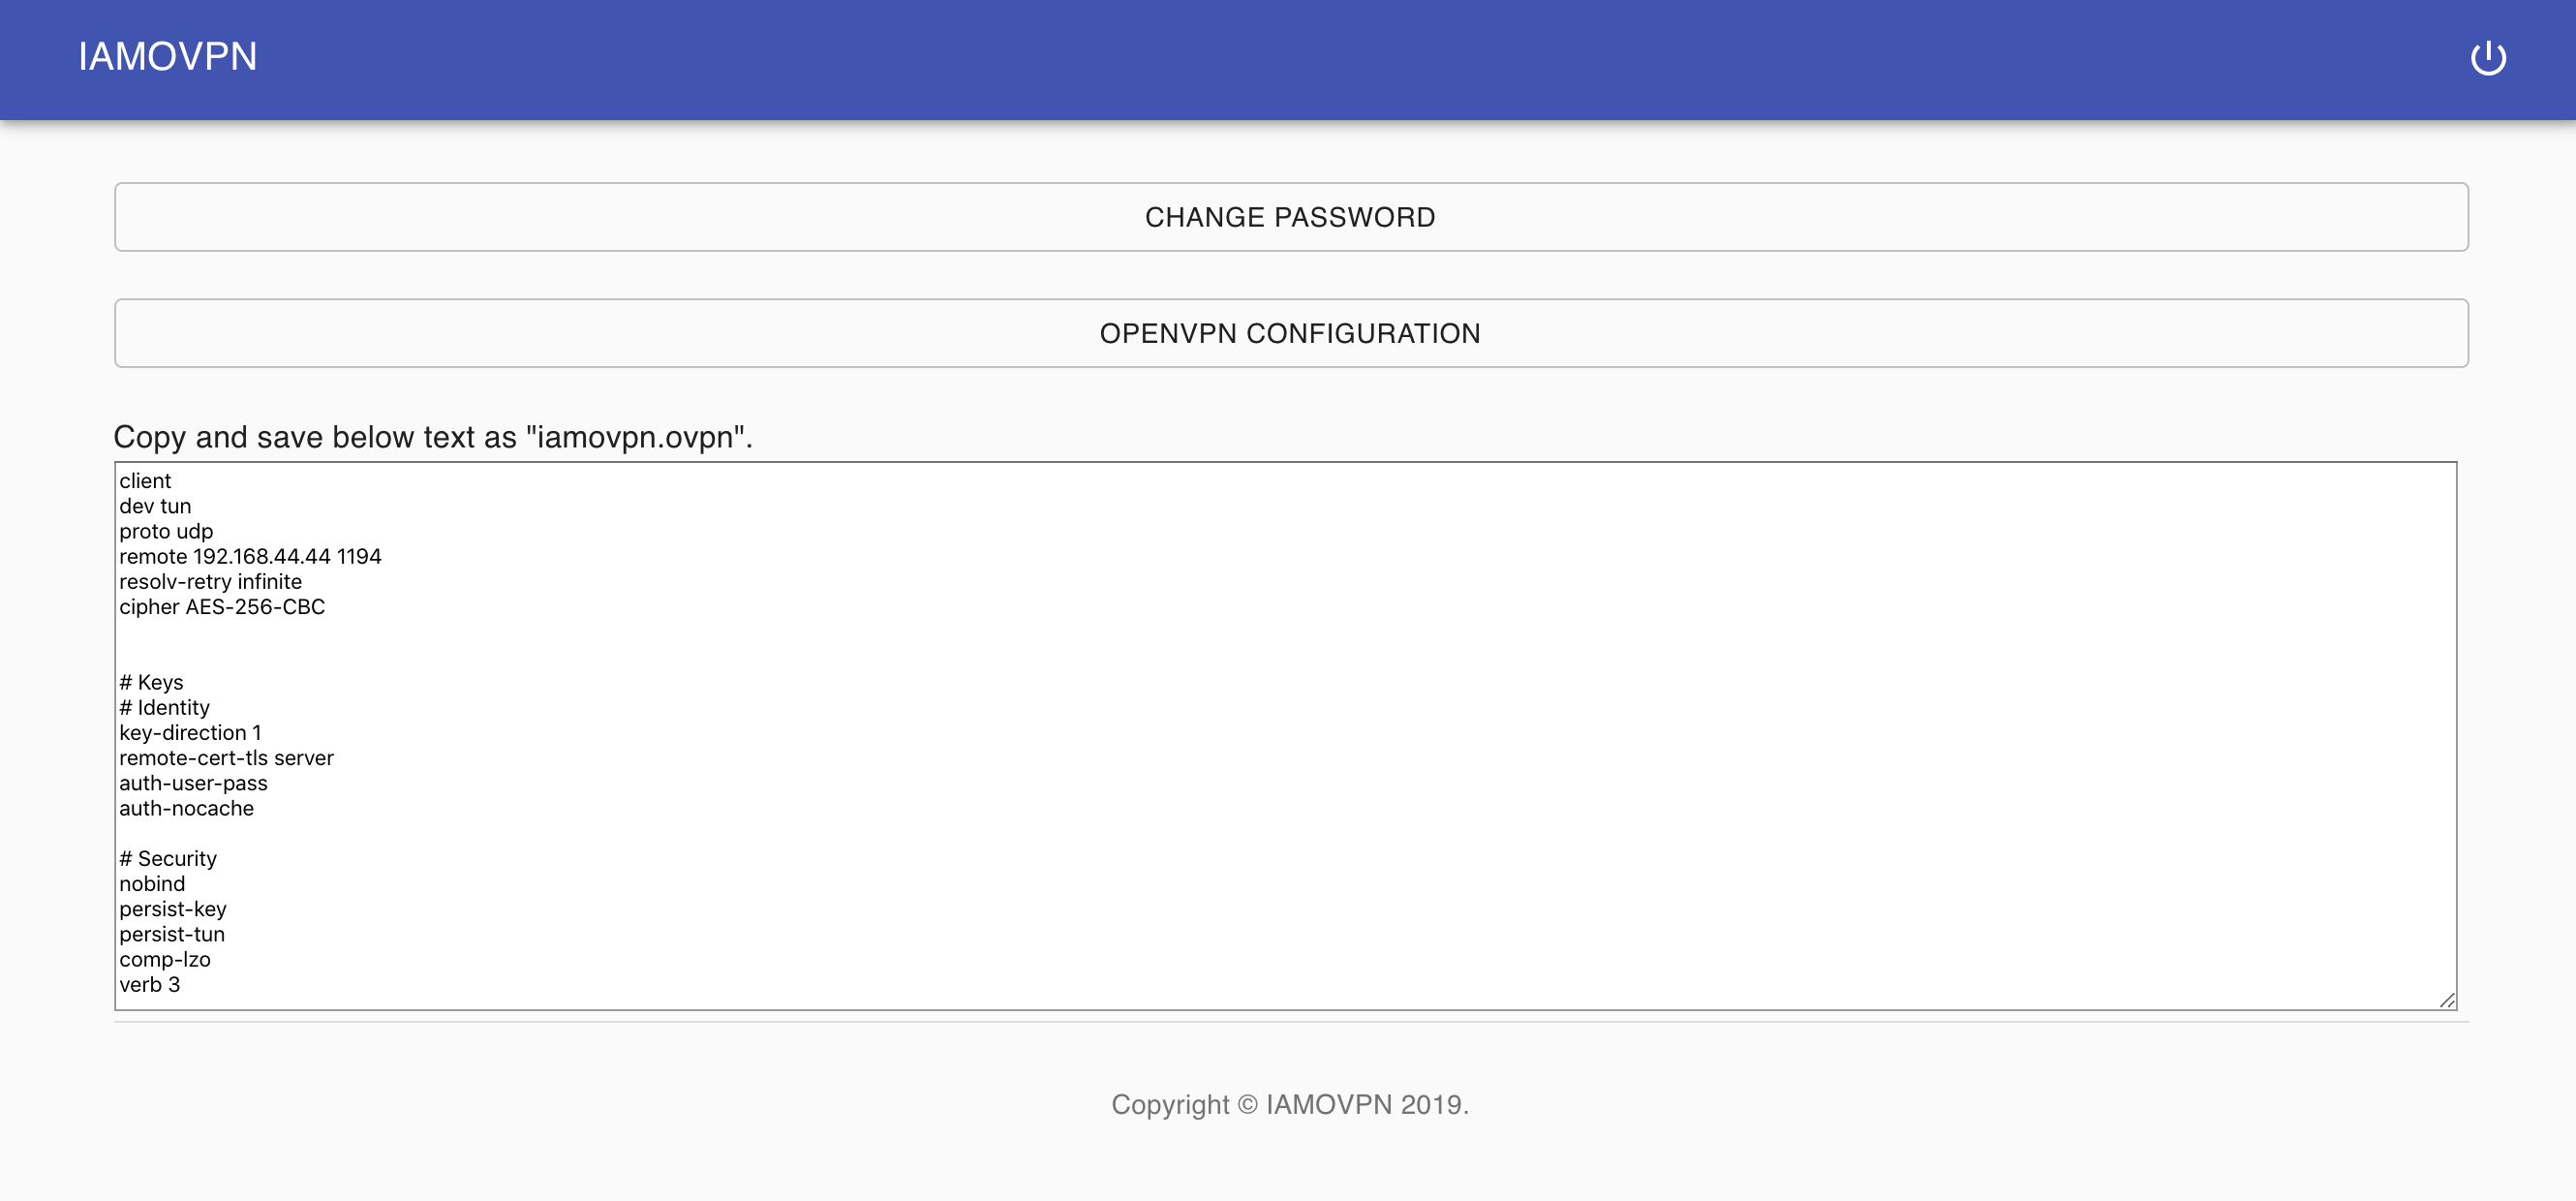 IAMOVPN
CHANGE PASSWORD
OPENVPN CONFIGURATION
Copy and save below text as "iamovpn.ovpn".
client
dev tun
proto udp
remote 192.168.44.44 1194
resolv-retry infinite
cipher AES-256-CBC
# Keys
# Identity
key-direction 1
remote-cert-tls server
auth-user-pass
auth-nocache
# Security
nobind
persist-key
persist-tun
comp-lzo
verb 3
Copyright © IAMOVPN 2019.